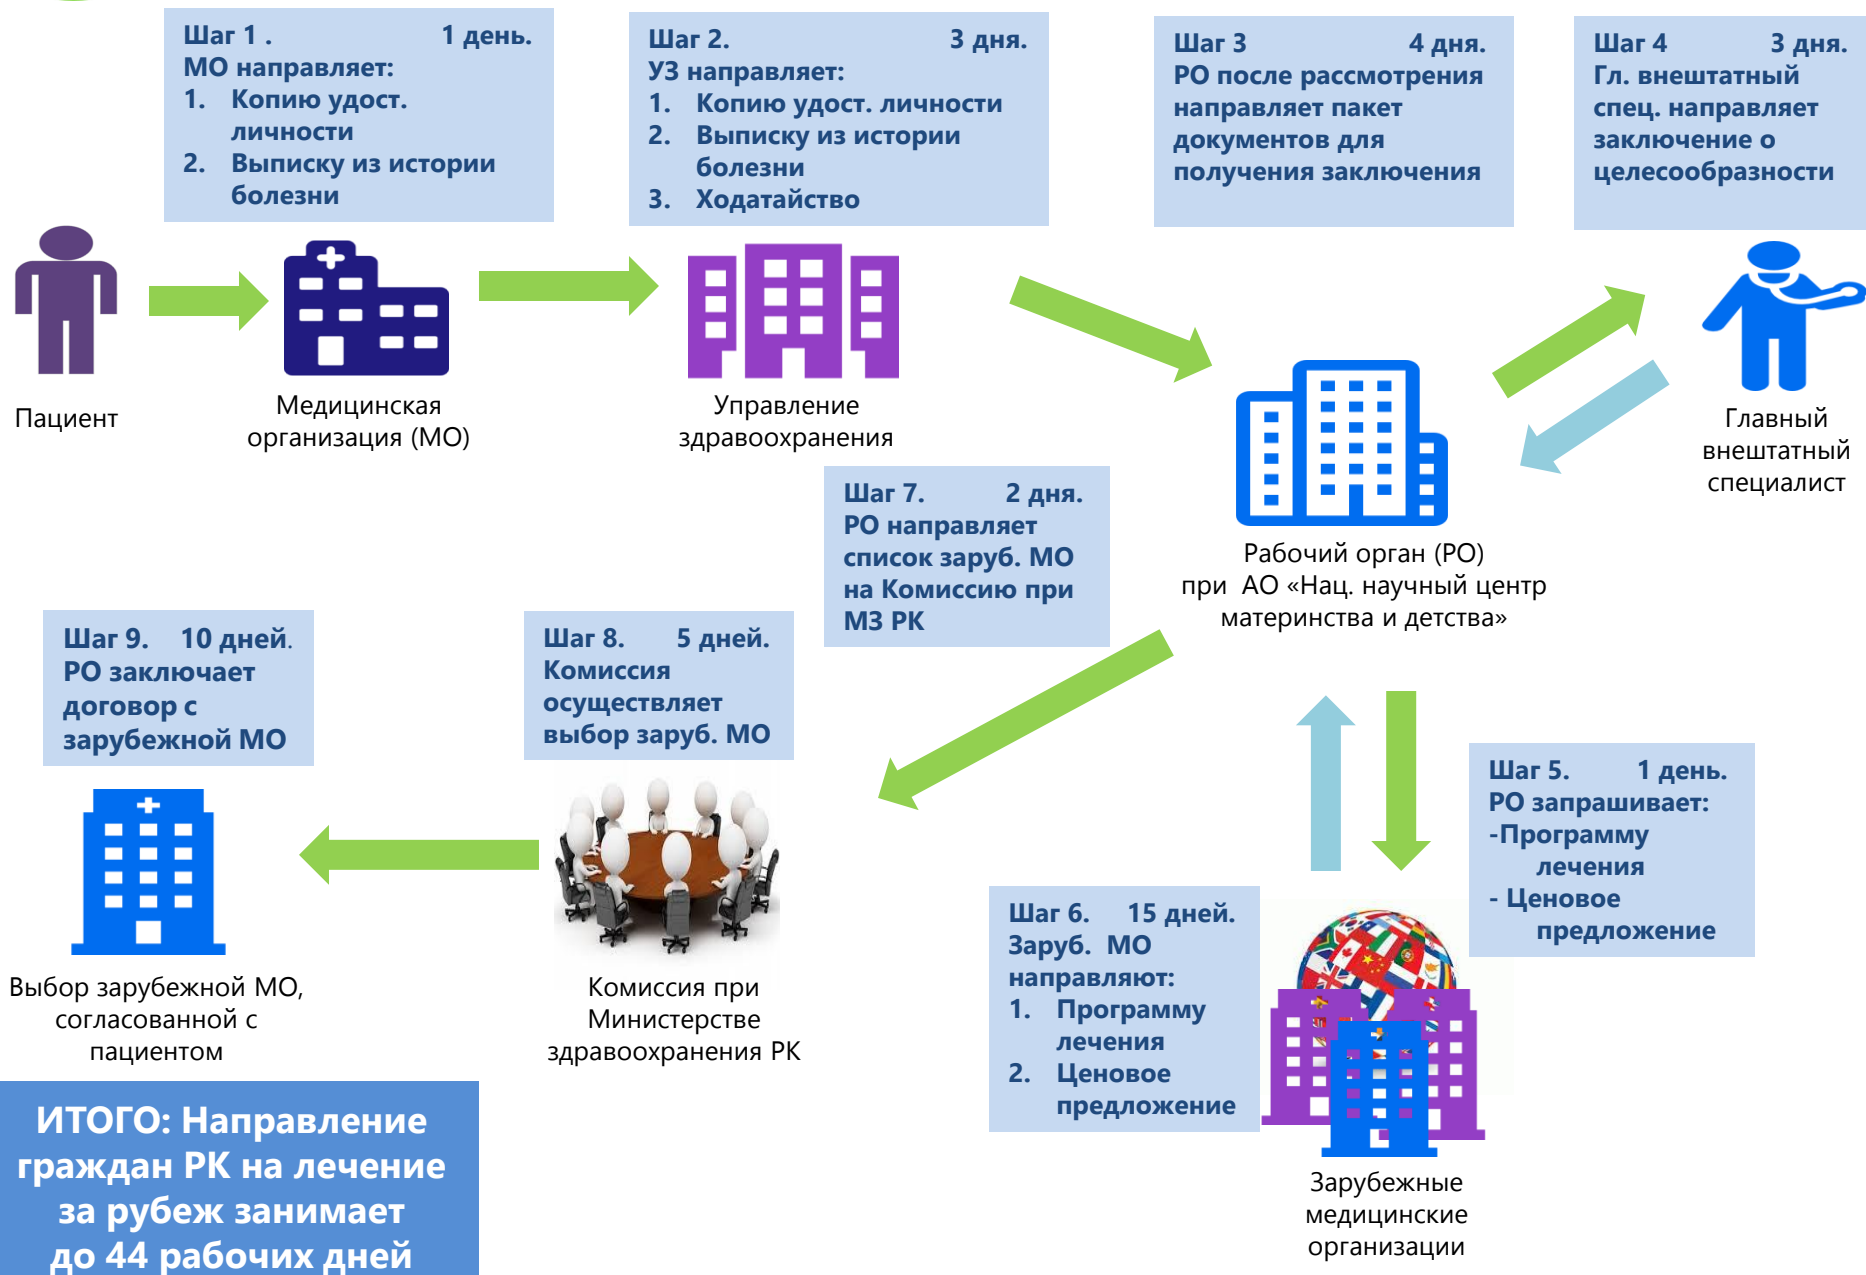 Шаг 1 . 1 день.
МО направляет:
1. Копию удост.
личности
2. Выписку из истории
болезни
Шаг 2. 3 дня.
УЗ направляет:
1. Копию удост. личности
2. Выписку из истории
болезни
3. Ходатайство
Шаг 3 4 дня.
РО после рассмотрения
направляет пакет
документов для
получения заключения
Шаг 4 3 дня.
Гл. внештатный
спец. направляет
заключение о
целесообразности
Пациент
Медицинская
организация (МО)
Управление
здравоохранения
Главный
внештатный
специалист
Рабочий орган (РО)
при АО «Нац. научный центр
материнства и детства»
Шаг 7. 2 дня.
РО направляет
список заруб. МО
на Комиссию при
МЗ РК
Шаг 9. 10 дней.
РО заключает
договор с
зарубежной МО
Шаг 8. 5 дней.
Комиссия
осуществляет
выбор заруб. МО
Шаг 5. 1 день.
РО запрашивает:
-Программу
лечения
- Ценовое
предложение
Шаг 6. 15 дней.
Заруб. МО
направляют:
1. Программу
лечения
2. Ценовое
предложение
Выбор зарубежной МО,
согласованной с
пациентом
Комиссия при
Министерстве
здравоохранения РК
Зарубежные
медицинские
организации
ИТОГО: Направление
граждан РК на лечение
за рубеж занимает
до 44 рабочих дней